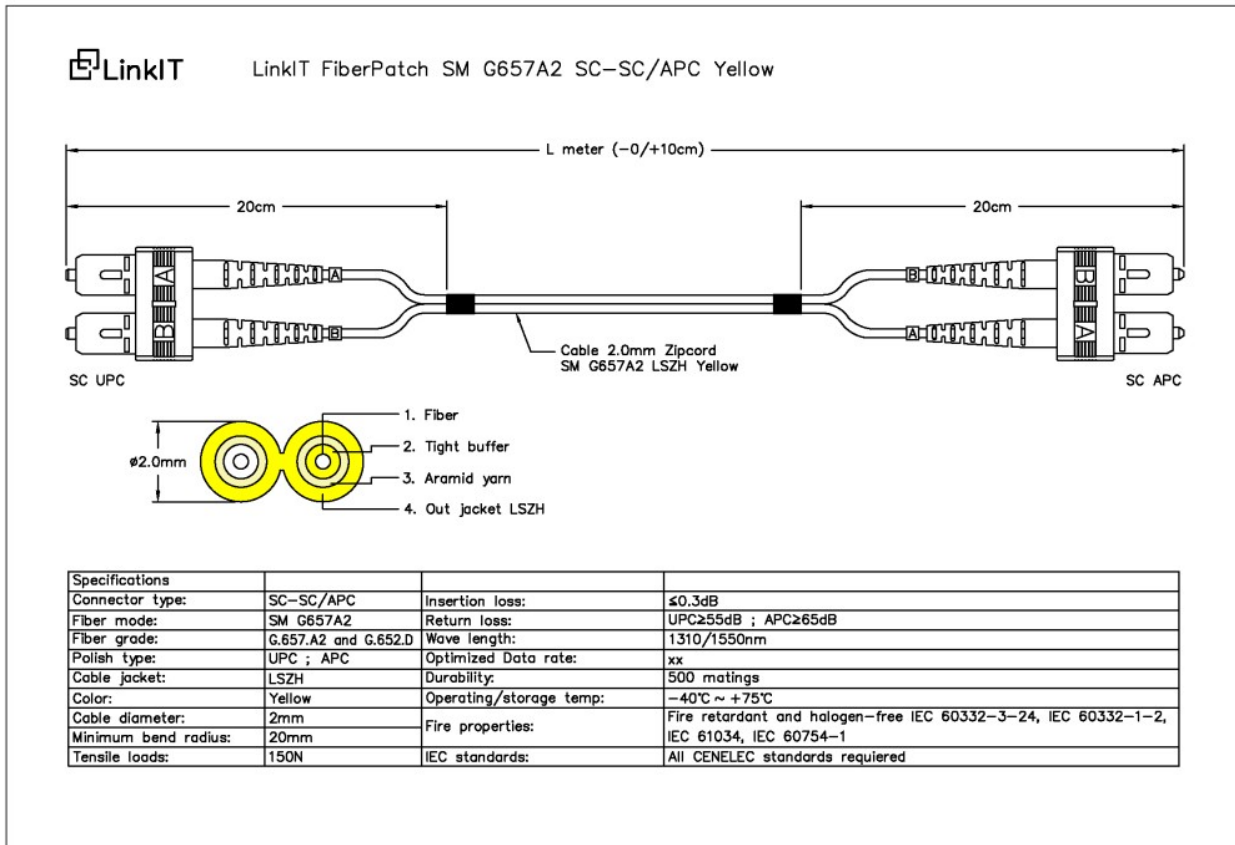 LinkIT
LinkIT FiberPatch SM G657A2 SC-SC/APC Yellow
L meter (-0/+10cm)
20cm
20cm
A
B
A
B
B
A
B
A
Cable 2.0mm Zipcord
SM G657A2 LSZH Yellow
SC UPC
SC APC
ø2.0mm
1. Fiber
2. Tight buffer
3. Aramid yarn
4. Out jacket LSZH
Specifications
Connector type: SC-SC/APC Insertion loss: ≤0.3dB
Fiber mode: SM G657A2 Return loss: UPC≥55dB ; APC≥65dB
Fiber grade: G.657.A2 and G.652.D Wave length: 1310/1550nm
Polish type: UPC ; APC Optimized Data rate: xx
Cable jacket: LSZH Durability: 500 matings
Color: Yellow Operating/storage temp: -40℃ ~ +75℃
Cable diameter: 2mm Fire properties: Fire retardant and halogen-free IEC 60332-3-24, IEC 60332-1-2,
Minimum bend radius: 20mm IEC 61034, IEC 60754-1
Tensile loads: 150N IEC standards: All CENELEC standards requiered